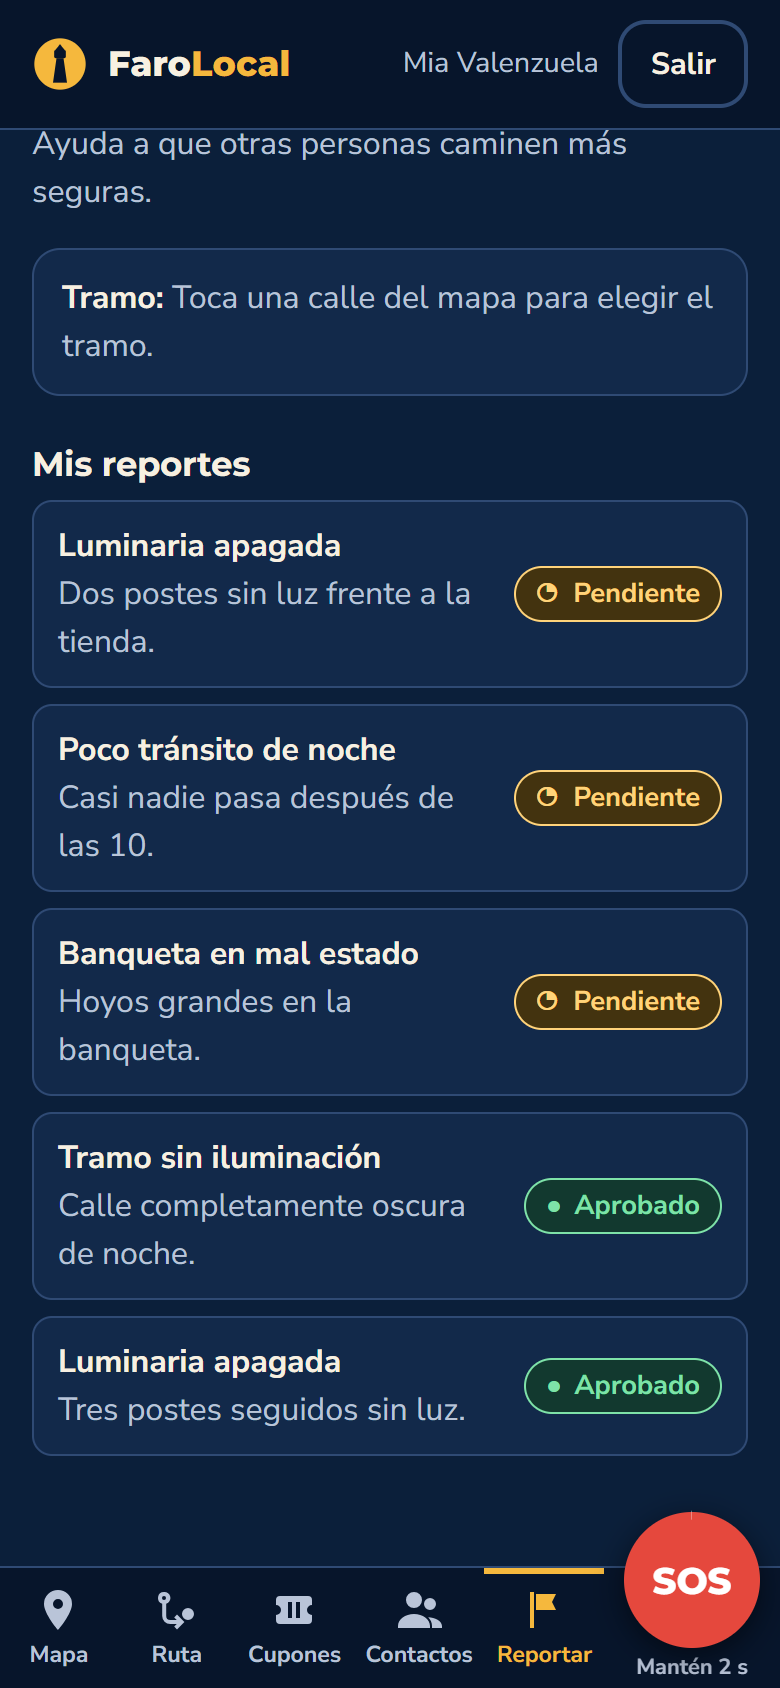 FaroLocal
Mia Valenzuela
Salir
Ayuda a que otras personas caminen más
seguras.
Tramo: Toca una calle del mapa para elegir el
tramo.
Mis reportes
Luminaria apagada
Dos postes sin luz frente a la
tienda.
Pendiente
Poco tránsito de noche
Casi nadie pasa después de
las 10.
Pendiente
Banqueta en mal estado
Hoyos grandes en la
banqueta.
Pendiente
Tramo sin iluminación
Calle completamente oscura
de noche.
Aprobado
Luminaria apagada
Tres postes seguidos sin luz.
Aprobado
SOS
Mapa
Ruta
Cupones
Contactos
Reportar
Mantén 2 s